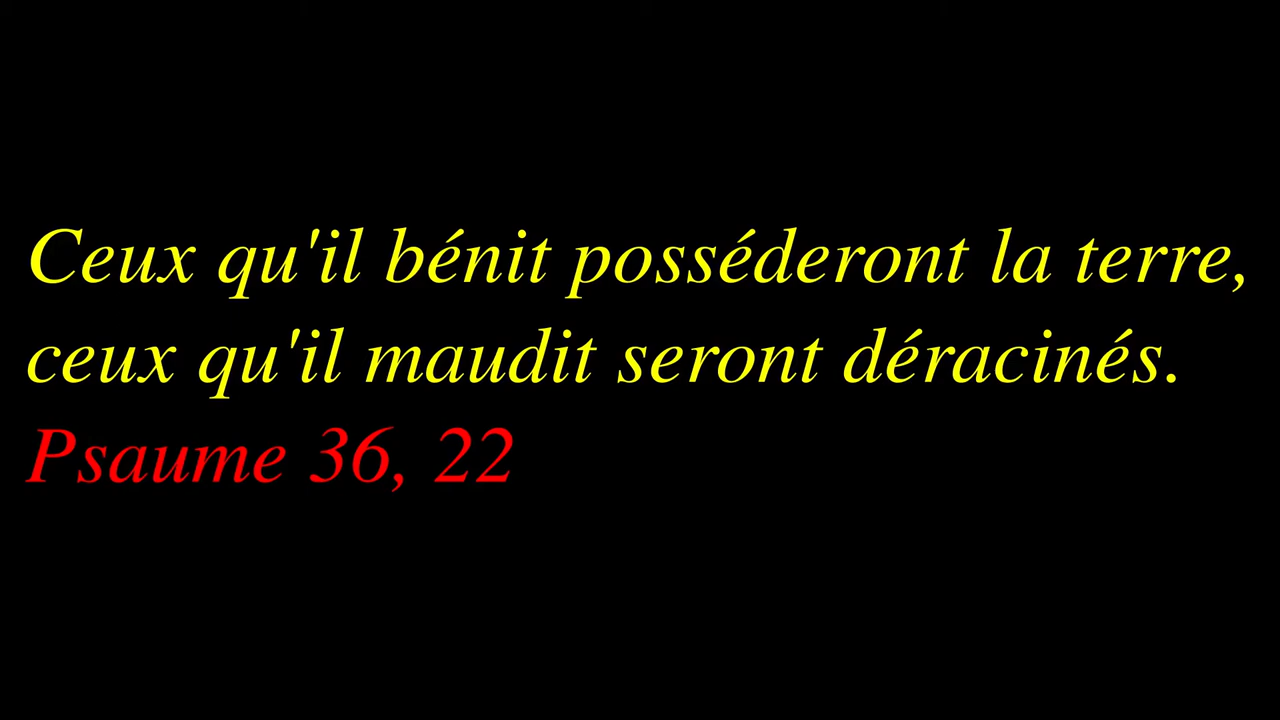 Ceux qu'il bénit posséderont la terre,
ceux qu'il maudit seront déracinés.
Psaume 36, 22